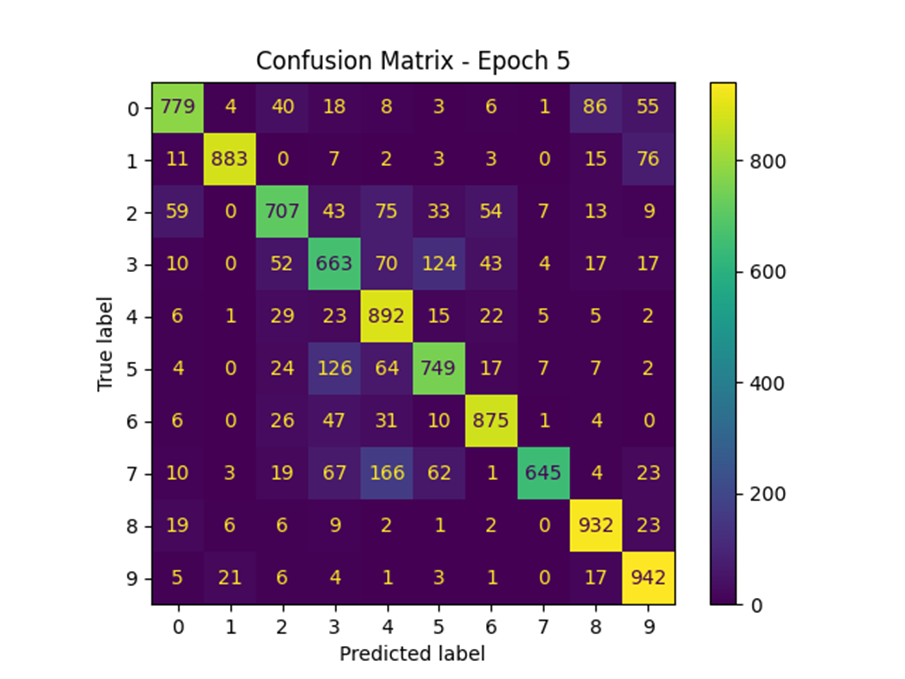 Confusion Matrix - Epoch 5
0 779 4 40 18 8 3 6 1 86 55
1 11 883 0 7 2 3 3 0 15 76
2 59 0 707 43 75 33 54 7 13 9
3 10 0 52 663 70 124 43 4 17 17
4 6 1 29 23 892 15 22 5 5 2
5 4 0 24 126 64 749 17 7 7 2
6 6 0 26 47 31 10 875 1 4 0
7 10 3 19 67 166 62 1 645 4 23
8 19 6 6 9 2 1 2 0 932 23
9 5 21 6 4 1 3 1 0 17 942
0 1 2 3 4 5 6 7 8 9
Predicted label
True label
800
600
400
200
0